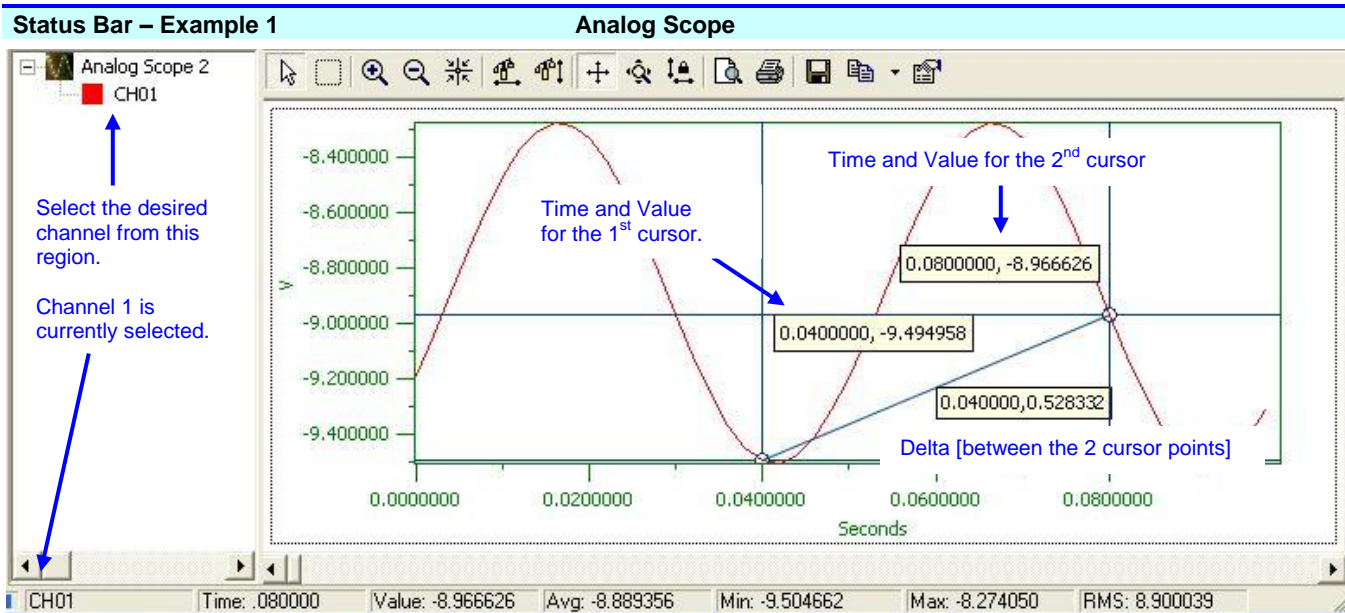 Status Bar – Example 1
Analog Scope
Analog Scope 2
CH01
Select the desired
channel from this
region.
Channel 1 is
currently selected.
-8.400000
-8.600000
-8.800000
-9.000000
-9.200000
-9.400000
V
Time and Value
for the 1st cursor.
Time and Value for the 2nd cursor
0.0800000, -8.966626
0.0400000, -9.494958
0.040000,0.528332
Delta [between the 2 cursor points]
0.0000000
0.0200000
0.0400000
0.0600000
0.0800000
Seconds
CH01
Time: .080000
Value: -8.966626
Avg: -8.889356
Min: -9.504662
Max: -8.274050
RMS: 8.900039